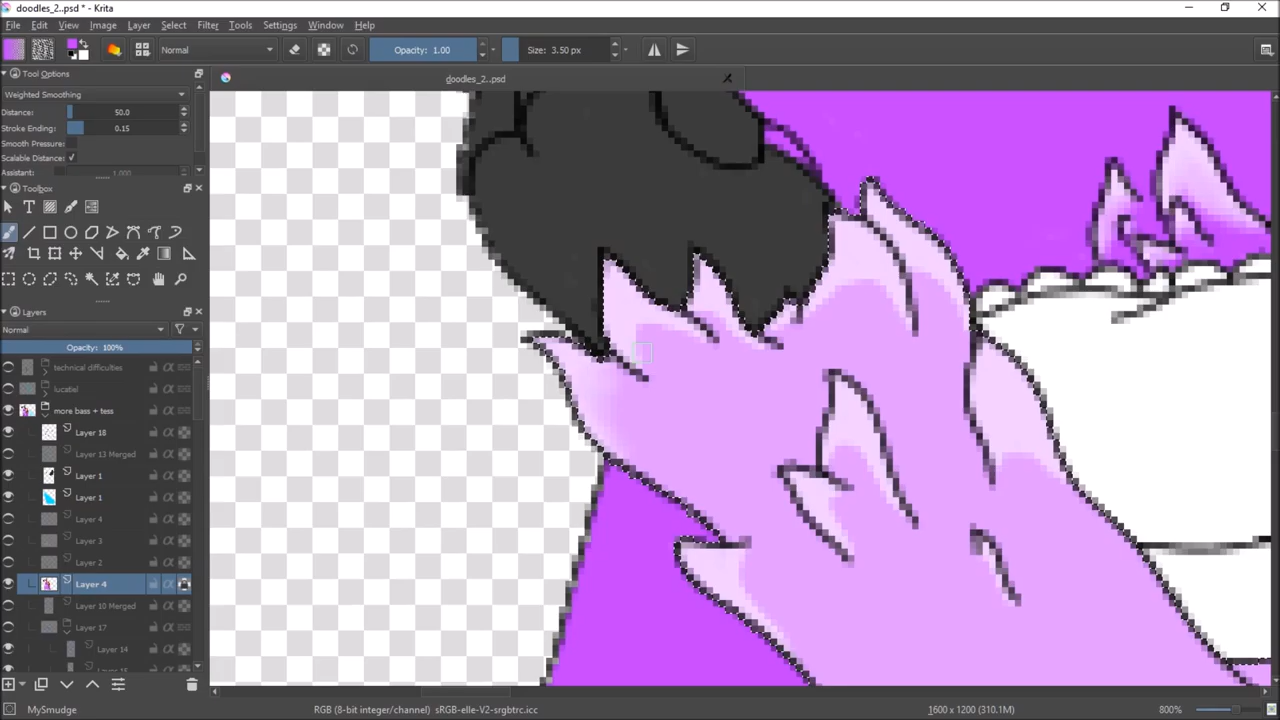 doodles_2..psd * - Krita
File Edit View Image Layer Select Filter Tools Settings Window Help
Normal Opacity: 1.00 Size: 3.50 px
Tool Options
doodles_2..psd
Weighted Smoothing
Distance: 50.0
Stroke Ending: 0.15
Smooth Pressure:
Scalable Distance: ✓
Assistant: 1.000
Toolbox
Layers
Normal
Opacity: 100%
technical difficulties
lucatiel
more bass + tess
Layer 18
Layer 13 Merged
Layer 1
Layer 1
Layer 4
Layer 3
Layer 2
Layer 4
Layer 10 Merged
Layer 17
Layer 14
MySmudge RGB (8-bit integer/channel) sRGB-elle-V2-srgbtrc.icc 1600 x 1200 (310.1M) 800%